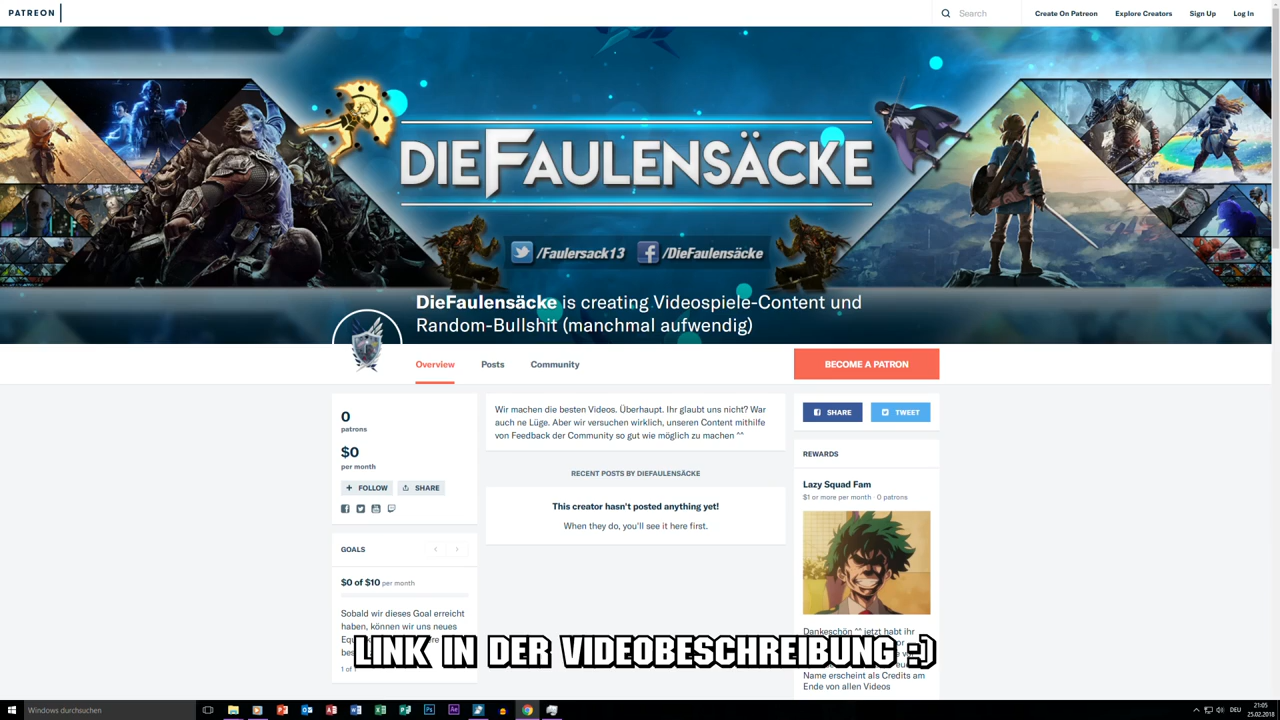 PATREON
Search
Create On Patreon
Explore Creators
Sign Up
Log In
DIEFAULENSÄCKE
/Faulersack13
/DieFaulensäcke
DieFaulensäcke is creating Videospiele-Content und
Random-Bullshit (manchmal aufwendig)
Overview
Posts
Community
BECOME A PATRON
0
patrons
$0
per month
FOLLOW
SHARE
GOALS
$0 of $10 per month
Sobald wir dieses Goal erreicht
haben, können wir uns neues
1 of
Wir machen die besten Videos. Überhaupt. Ihr glaubt uns nicht? War
auch ne Lüge. Aber wir versuchen wirklich, unseren Content mithilfe
von Feedback der Community so gut wie möglich zu machen ^^
RECENT POSTS BY DIEFAULENSÄCKE
This creator hasn't posted anything yet!
When they do, you'll see it here first.
SHARE
TWEET
REWARDS
Lazy Squad Fam
$1 or more per month · 0 patrons
Dankeschön ^^ jetzt habt ihr
Name erscheint als Credits am
Ende von allen Videos
LINK IN DER VIDEOBESCHREIBUNG :)
Windows durchsuchen
DEU
21:05
25.02.2018